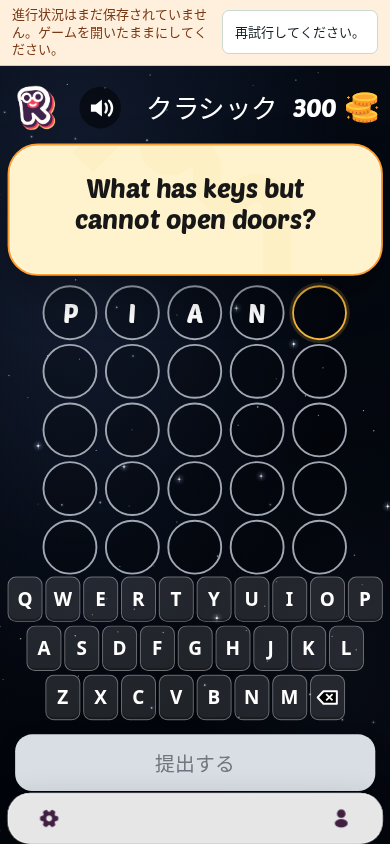 進行状況はまだ保存されていませ
ん。ゲームを開いたままにしてく
ださい。
再試行してください。
R
クラシック
300
What has keys but
cannot open doors?
P I A N
Q W E R T Y U I O P
A S D F G H J K L
Z X C V B N M
提出する